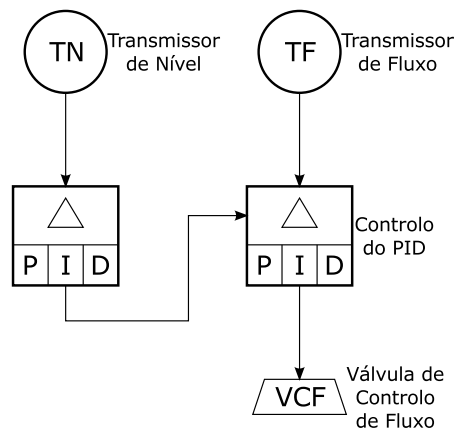 TN
Transmissor
de Nível
TF
Transmissor
de Fluxo
P I D
P I D
Controlo
do PID
VCF
Válvula de
Controlo
de Fluxo